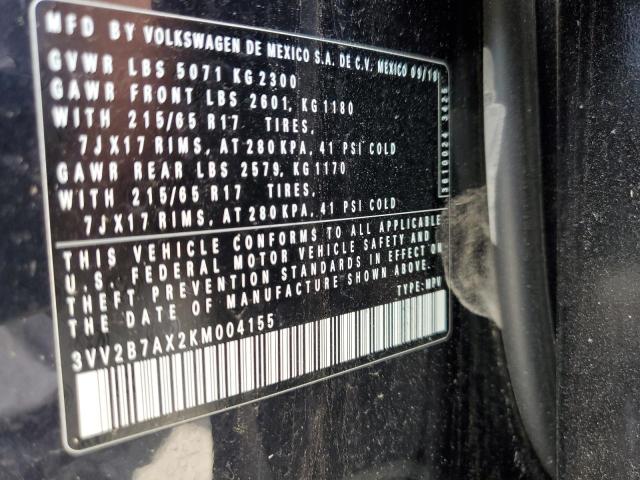 MFD BY VOLKSWAGEN DE MEXICO S.A. DE C.V. MEXICO 09/18
GVWR LBS 5071 KG 2300
GAWR FRONT LBS 2601, KG 1180
WITH 215/65 R17 TIRES,
7JX17 RIMS, AT 280 KPA, 41 PSI COLD
GAWR REAR LBS 2579, KG 1170
WITH 215/65 R17 TIRES,
7JX17 RIMS, AT 280 KPA, 41 PSI COLD
THIS VEHICLE CONFORMS TO ALL APPLICABLE
U.S. FEDERAL MOTOR VEHICLE SAFETY AND
THEFT PREVENTION STANDARDS IN EFFECT ON
THE DATE OF MANUFACTURE SHOWN ABOVE.
TYPE: MPV
3VV2B7AX2KM004155